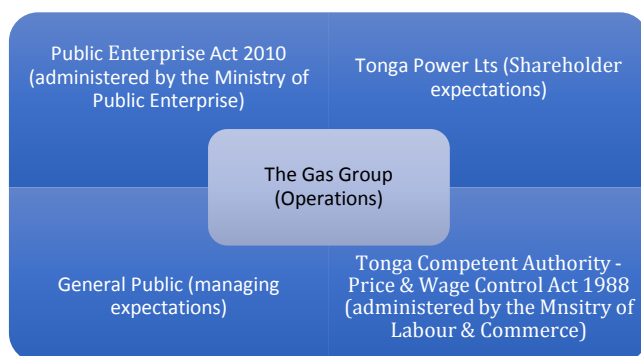 Public Enterprise Act 2010
(administered by the Ministry of
Public Enterprise)
Tonga Power Lts (Shareholder
expectations)
The Gas Group
(Operations)
General Public (managing
expectations)
Tonga Competent Authority -
Price & Wage Control Act 1988
(administered by the Mnsitry of
Labour & Commerce)